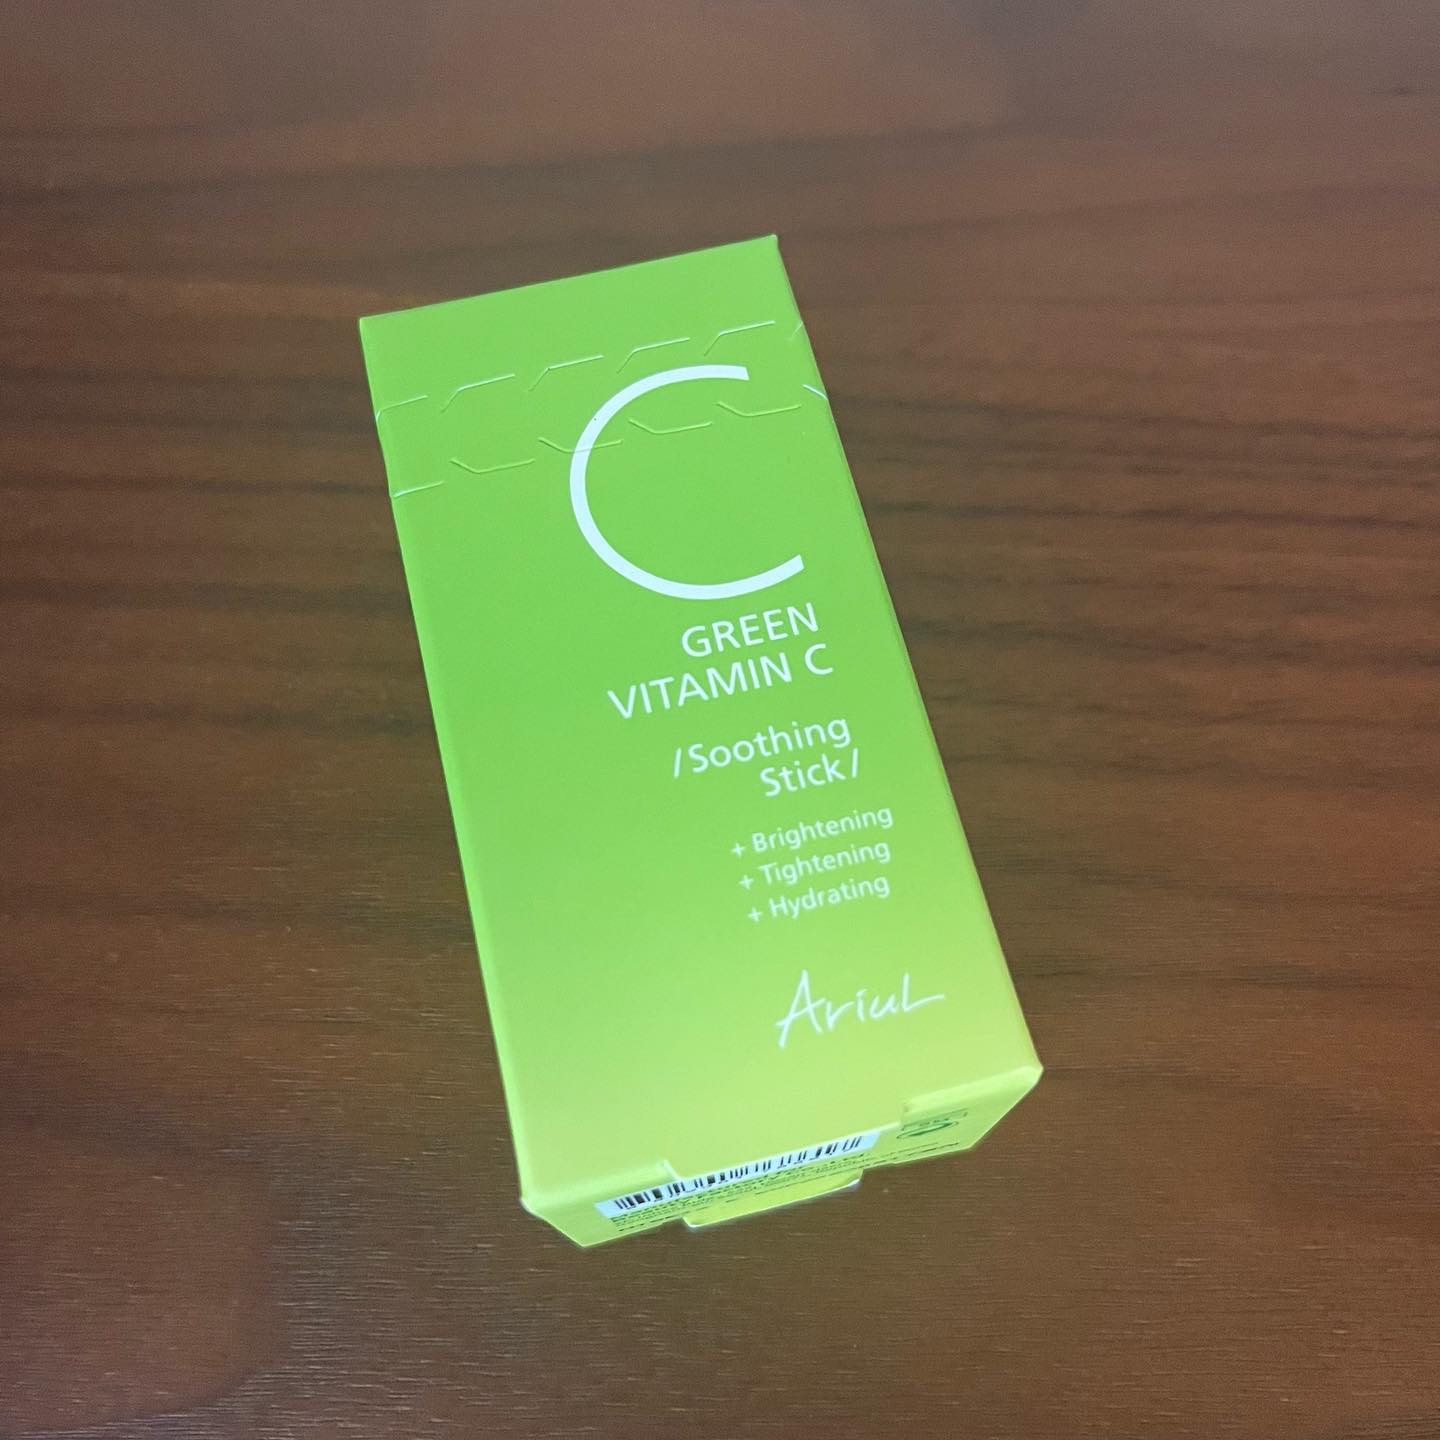 C
GREEN
VITAMIN C
/Soothing
Stick/
+ Brightening
+ Tightening
+ Hydrating
Ariul